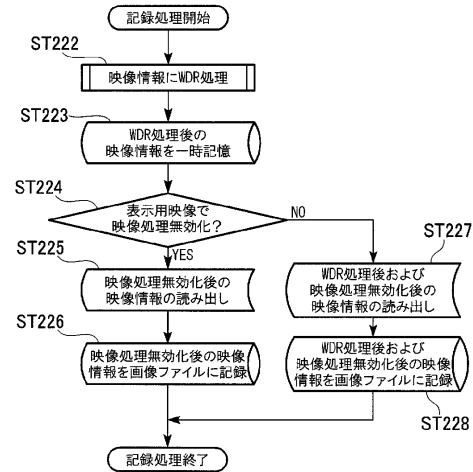 記録処理開始
ST222
映像情報にWDR処理
ST223
WDR処理後の
映像情報を一時記憶
ST224
表示用映像で
映像処理無効化?
NO
YES
ST225
映像処理無効化後の
映像情報の読み出し
ST227
WDR処理後および
映像処理無効化後の
映像情報の読み出し
ST226
映像処理無効化後の映像
情報を画像ファイルに記録
WDR処理後および
映像処理無効化後の映像
情報を画像ファイルに記録
ST228
記録処理終了